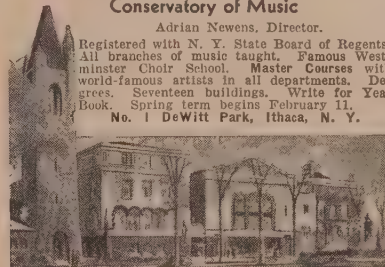 Conservatory of Music
Adrian Newens, Director.
Registered with N. Y. State Board of Regents
All branches of music taught. Famous West
minster Choir School. Master Courses wit
world-famous artists in all departments. De
grees. Seventeen buildings. Write for Yea
Book. Spring term begins February 11.
No. 1 DeWitt Park, Ithaca, N. Y.